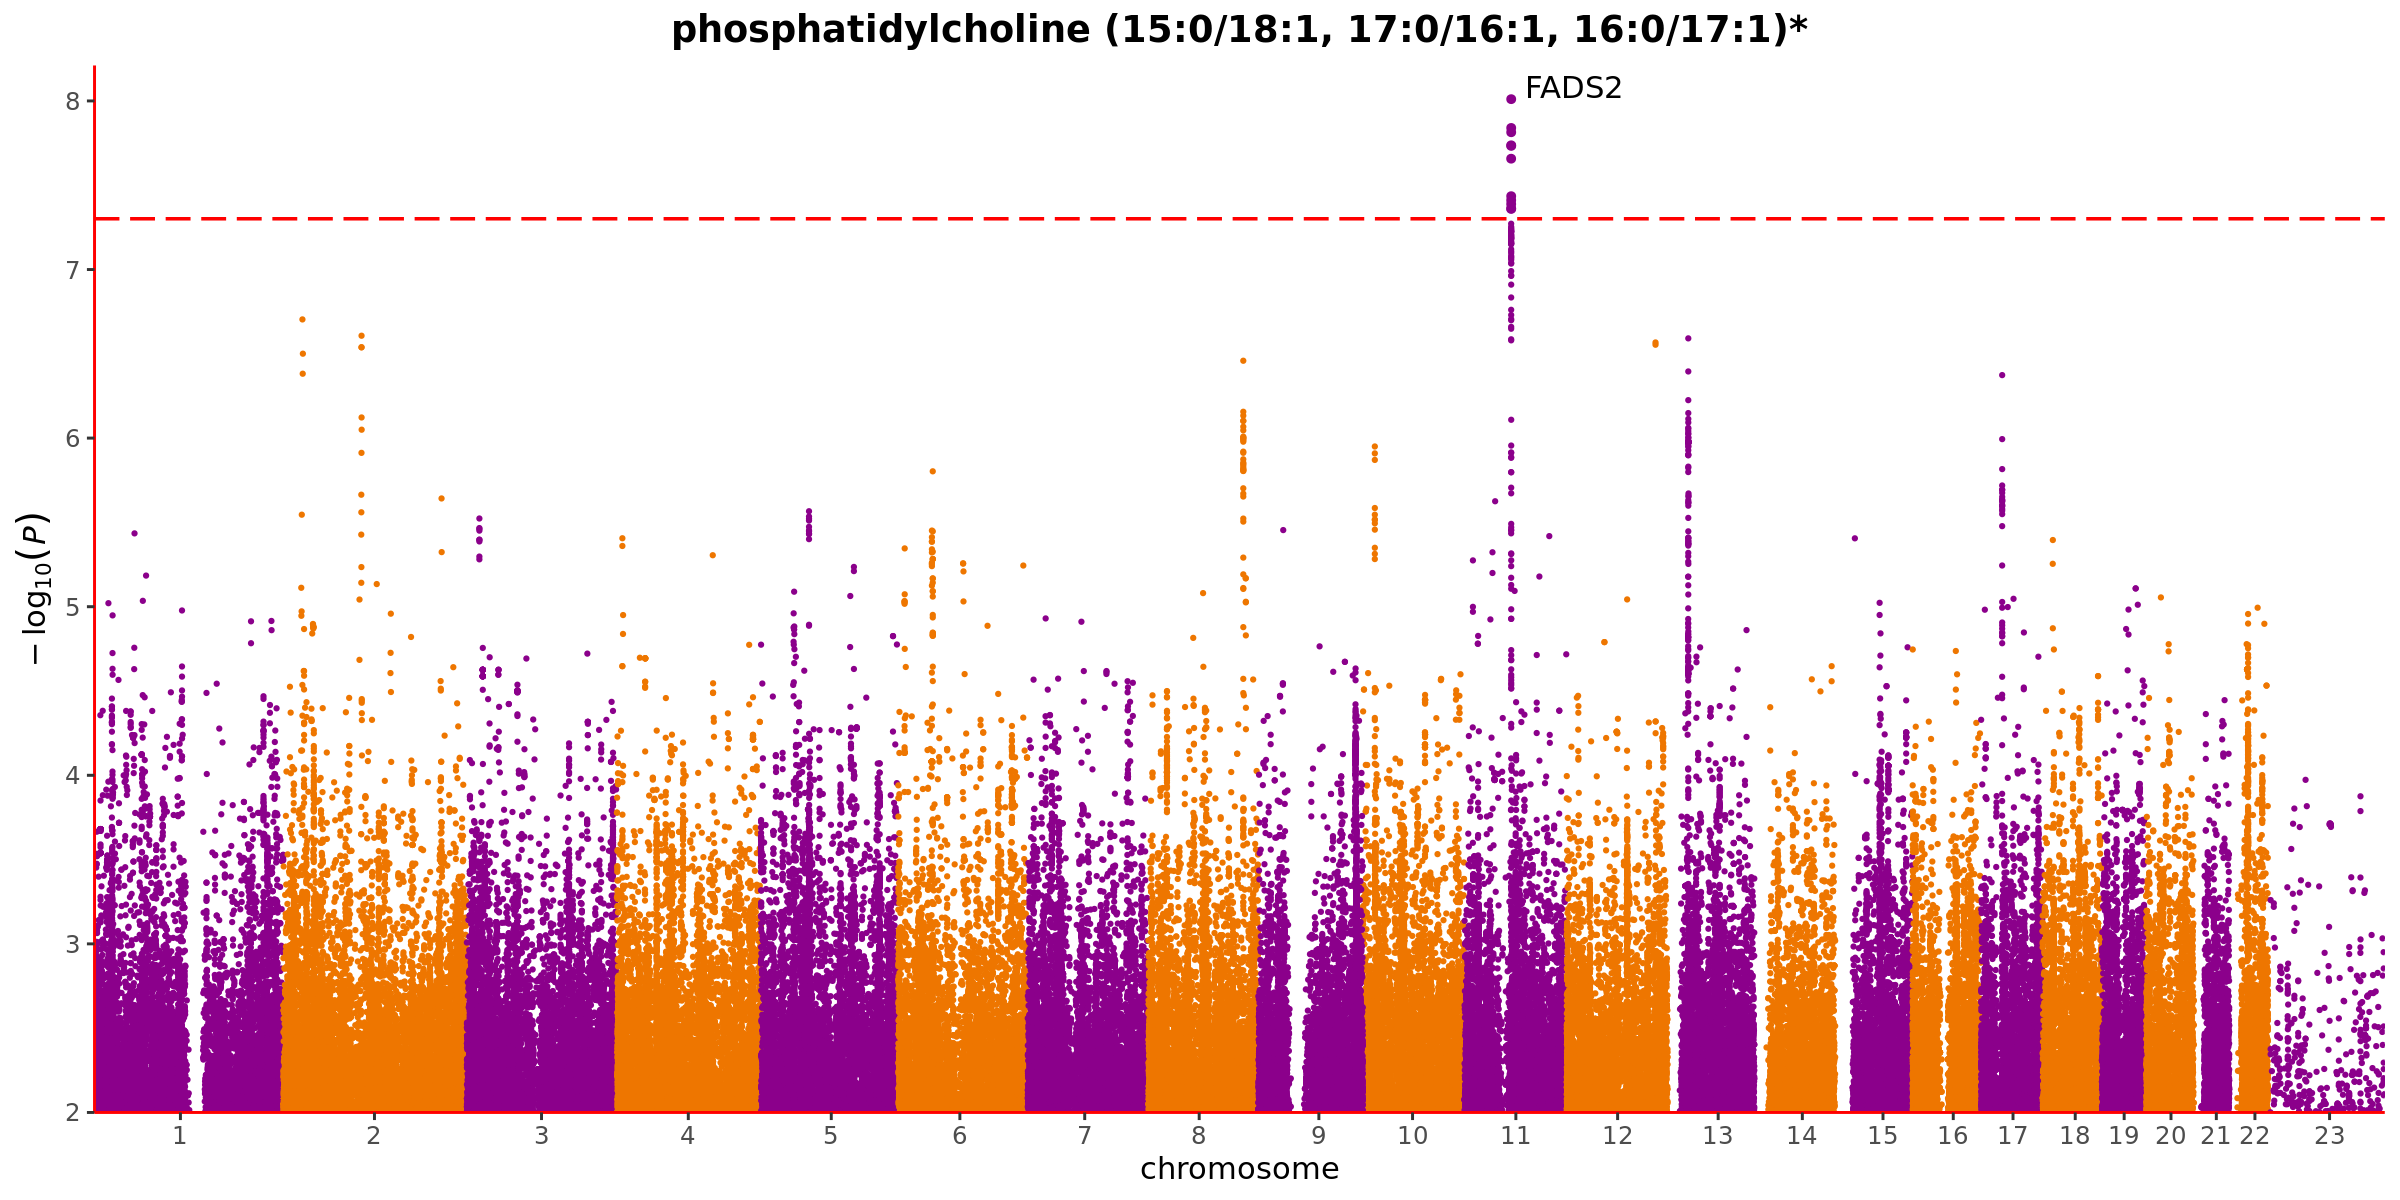 phosphatidylcholine (15:0/18:1, 17:0/16:1, 16:0/17:1)*
FADS2
8
7
6
5
4
3
2
− log10(P)
1 2 3 4 5 6 7 8 9 10 11 12 13 14 15 16 17 18 19 20 21 22 23
chromosome